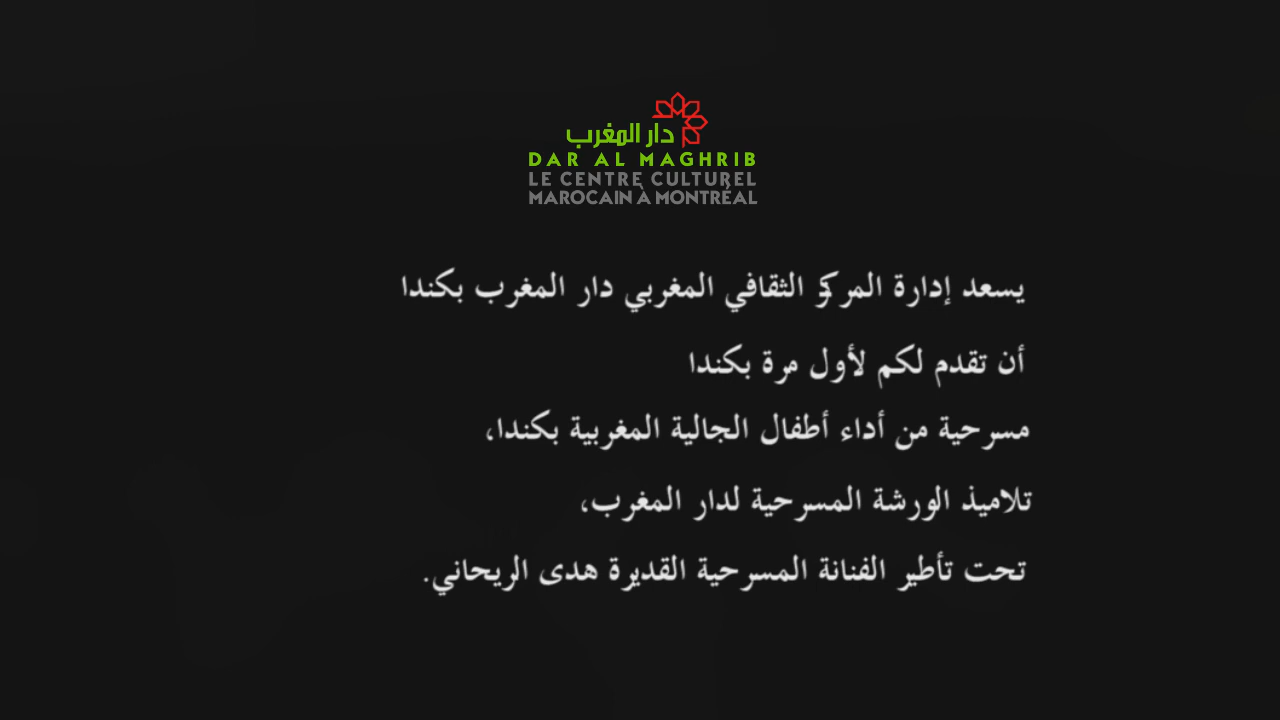 دار المغرب
DAR AL MAGHRIB
LE CENTRE CULTUREL
MAROCAIN À MONTRÉAL
يسعد إدارة المركز الثقافي المغربي دار المغرب بكندا
أن تقدم لكم لأول مرة بكندا
مسرحية من أداء أطفال الجالية المغربية بكندا،
تلاميذ الورشة المسرحية لدار المغرب،
تحت تأطير الفنانة المسرحية القديرة هدى الريحاني.